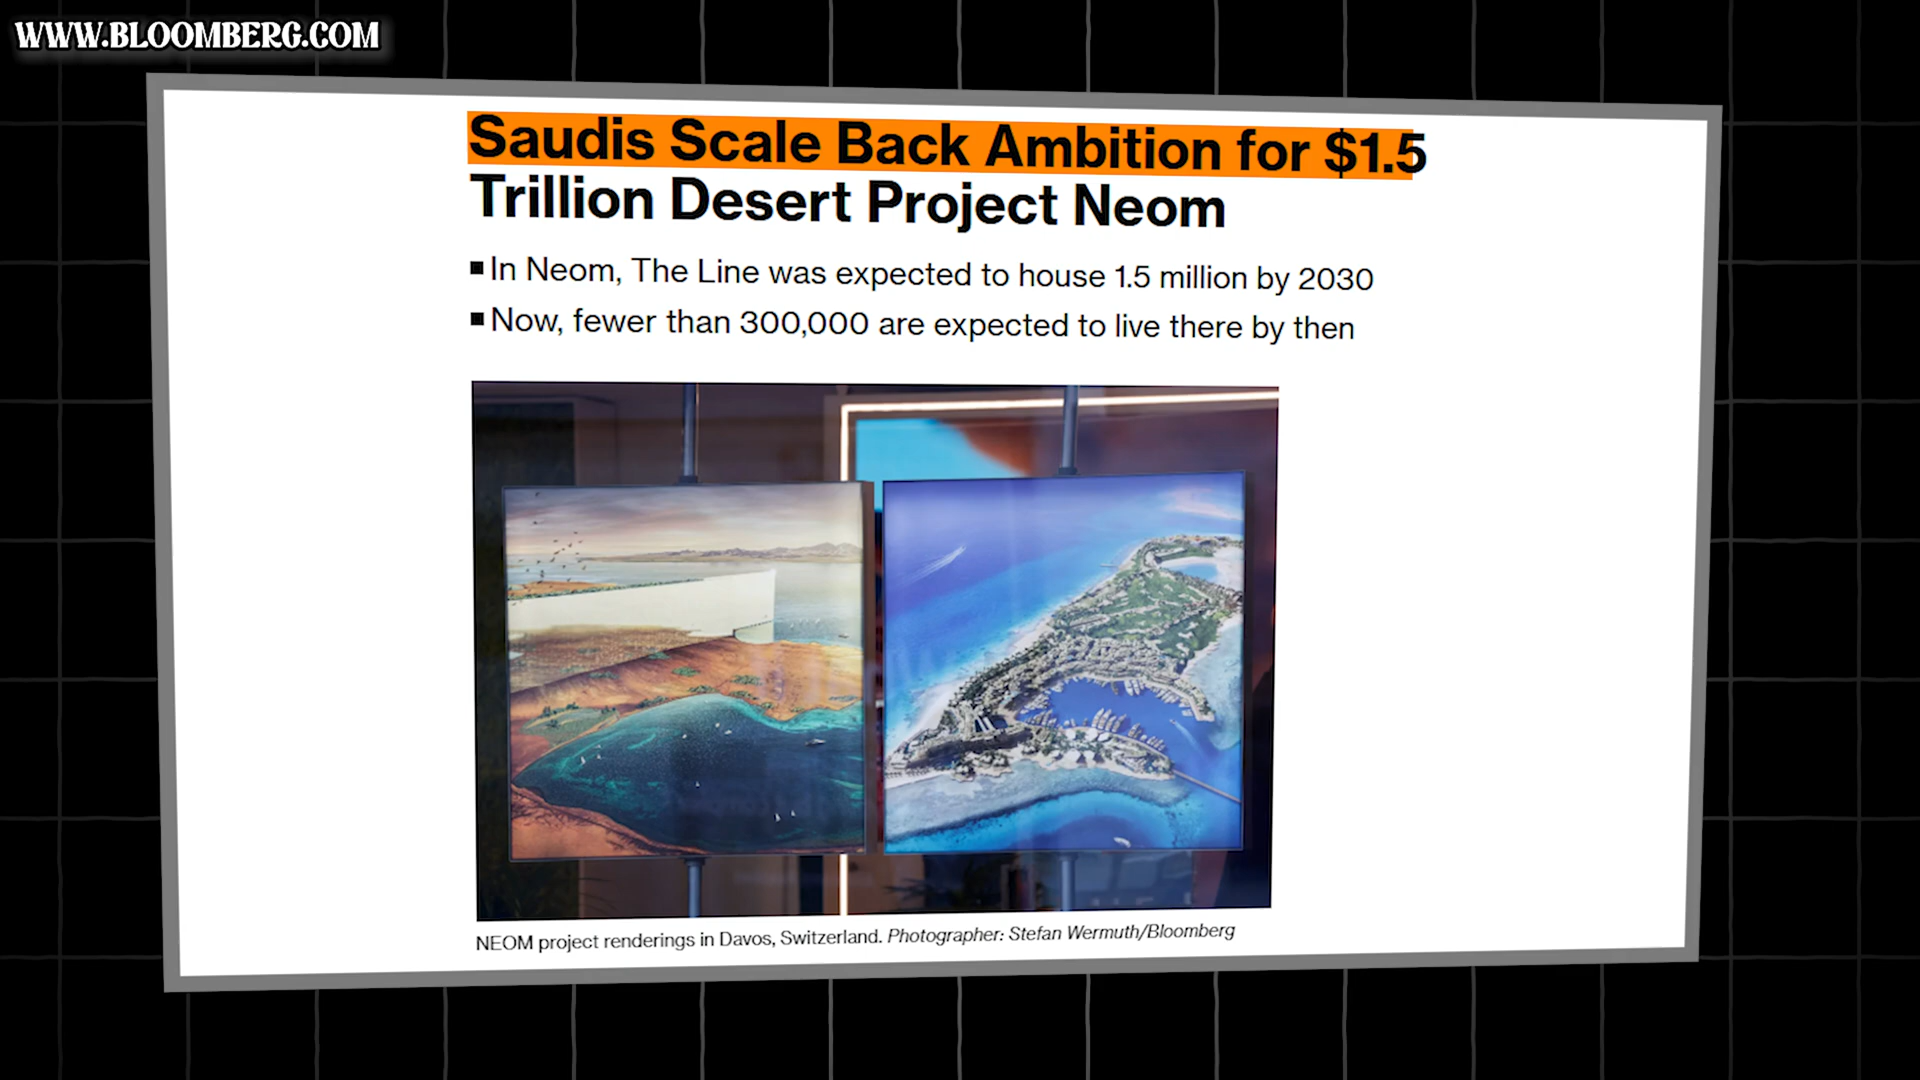 WWW.BLOOMBERG.COM
Saudis Scale Back Ambition for $1.5
Trillion Desert Project Neom
■ In Neom, The Line was expected to house 1.5 million by 2030
■ Now, fewer than 300,000 are expected to live there by then
NEOM project renderings in Davos, Switzerland. Photographer: Stefan Wermuth/Bloomberg